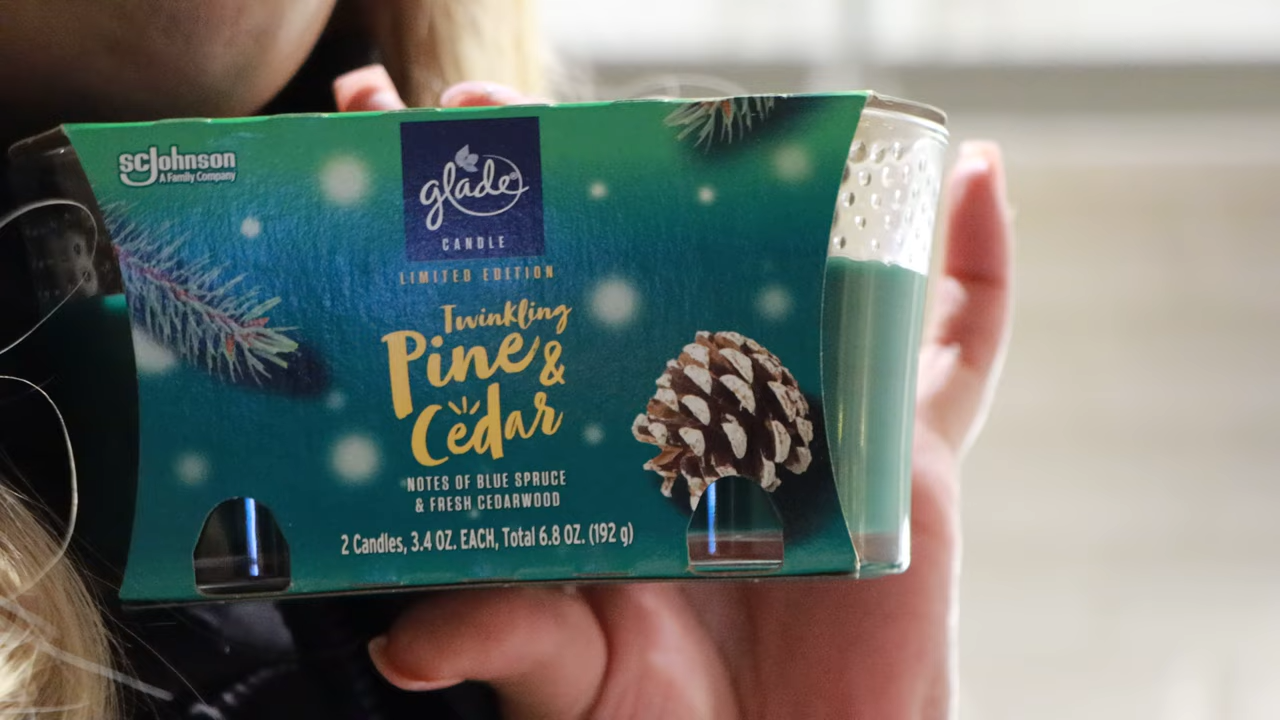 scJohnson
A Family Company
glade
CANDLE
LIMITED EDITION
Twinkling
Pine &
Cedar
NOTES OF BLUE SPRUCE
& FRESH CEDARWOOD
2 Candles, 3.4 OZ. EACH, Total 6.8 OZ. (192 g)